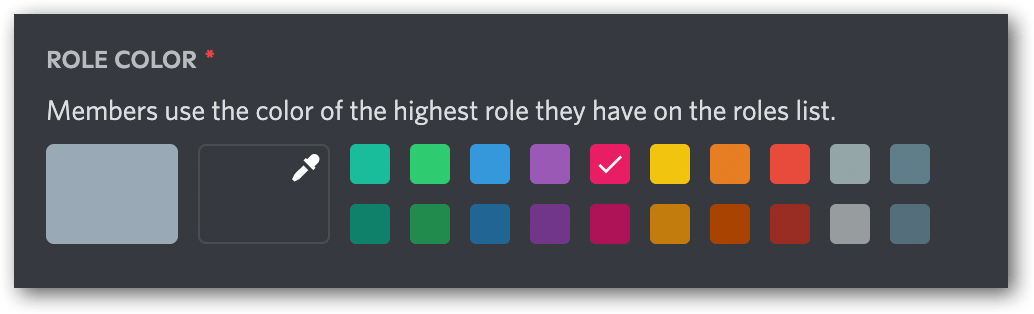 ROLE COLOR *
Members use the color of the highest role they have on the roles list.